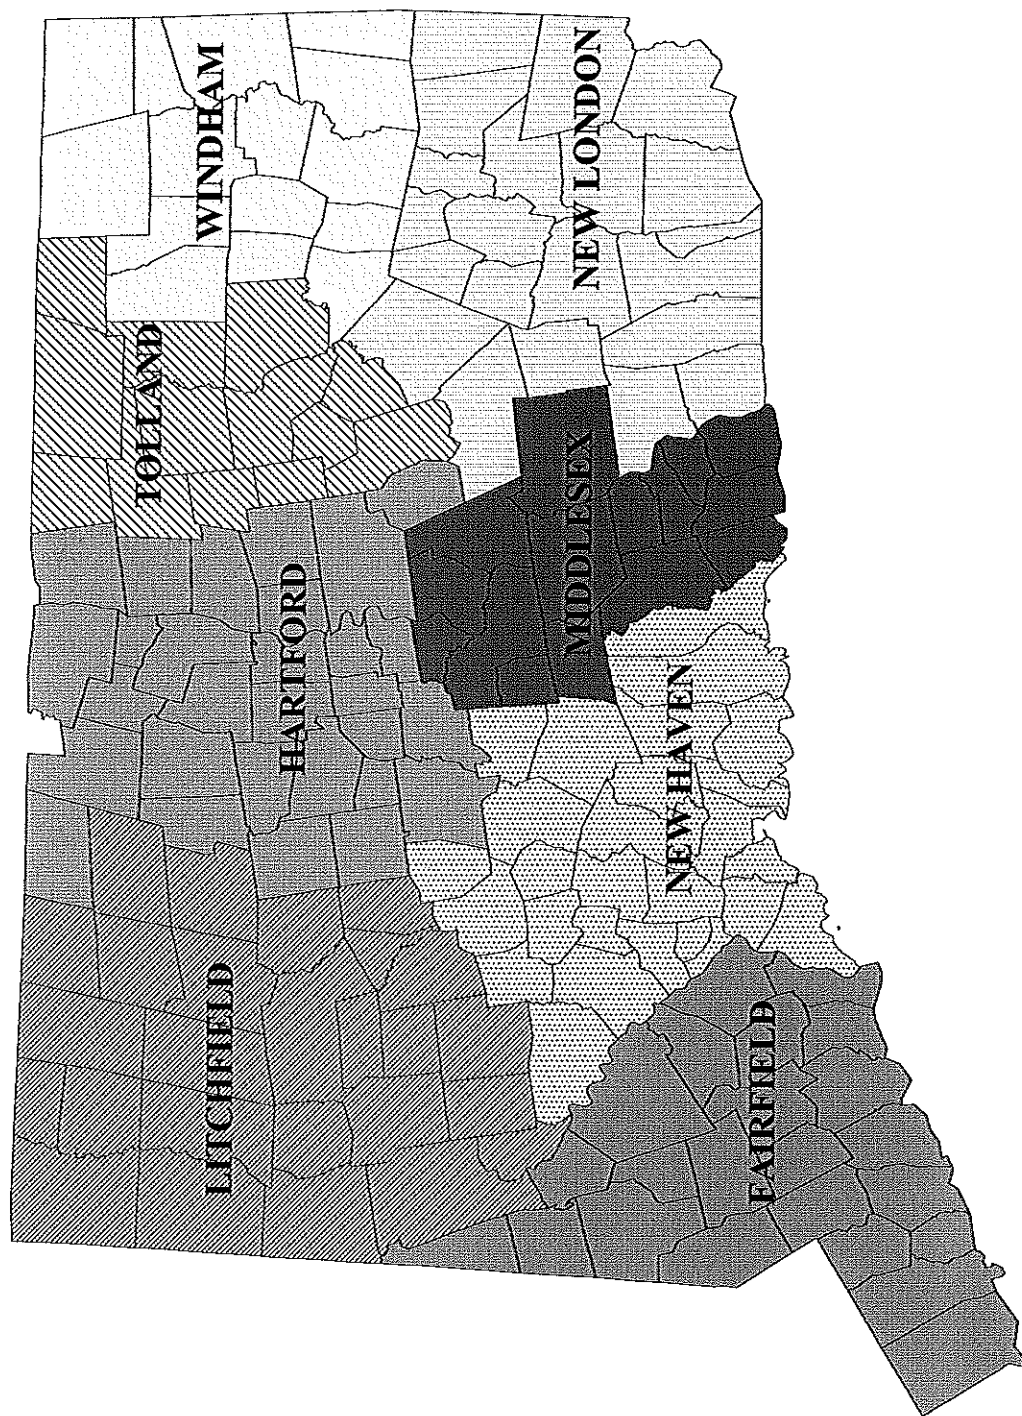 LITCHFIELD
HARTFORD
TOLLAND
WINDHAM
FAIRFIELD
NEW HAVEN
MIDDLESEX
NEW LONDON